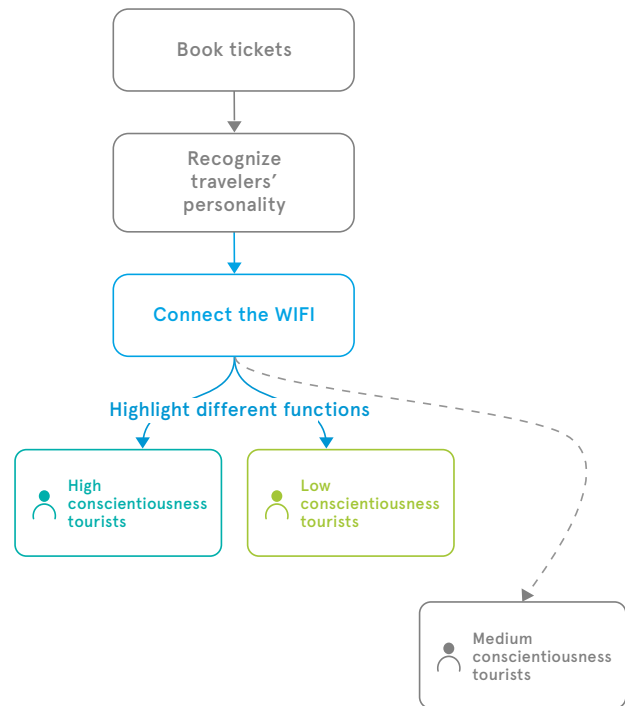 Book tickets
Recognize
travelers’
personality
Connect the WIFI
Highlight different functions
High
conscientiousness
tourists
Low
conscientiousness
tourists
Medium
conscientiousness
tourists